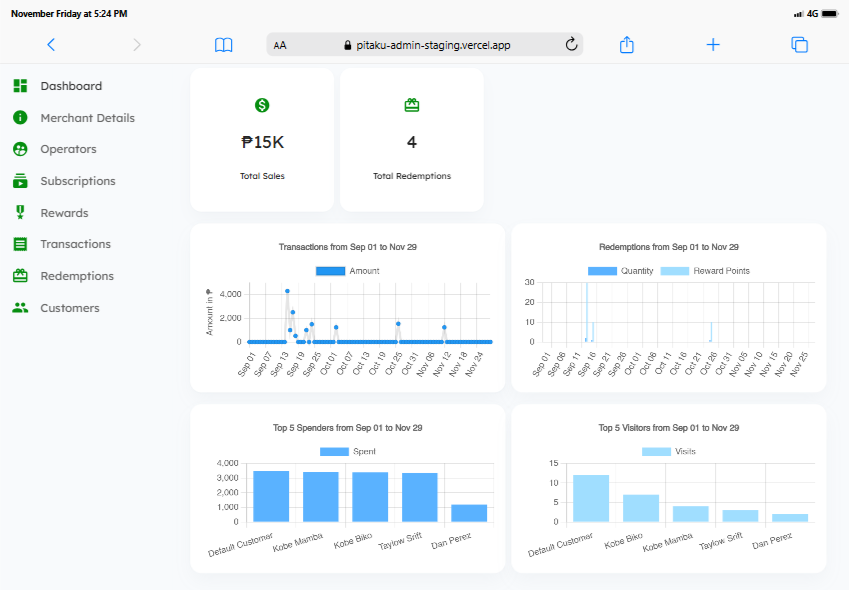 November Friday at 5:24 PM
4G
AA
pitaku-admin-staging.vercel.app
Dashboard
Merchant Details
Operators
Subscriptions
Rewards
Transactions
Redemptions
Customers
₱15K
Total Sales
4
Total Redemptions
Transactions from Sep 01 to Nov 29
Amount
Amount in ₱
4,000
2,000
0
Sep 01
Sep 07
Sep 13
Sep 19
Sep 25
Oct 01
Oct 07
Oct 13
Oct 19
Oct 25
Oct 31
Nov 06
Nov 12
Nov 18
Nov 24
Redemptions from Sep 01 to Nov 29
Quantity
Reward Points
30
20
10
0
Sep 01
Sep 06
Sep 11
Sep 16
Sep 21
Sep 26
Oct 01
Oct 06
Oct 11
Oct 16
Oct 21
Oct 26
Oct 31
Nov 05
Nov 10
Nov 15
Nov 20
Nov 25
Top 5 Spenders from Sep 01 to Nov 29
Spent
4,000
3,000
2,000
1,000
0
Default Customer
Kobe Mamba
Kobe Biko
Taylow Srift
Dan Perez
Top 5 Visitors from Sep 01 to Nov 29
Visits
15
10
5
0
Default Customer
Kobe Biko
Kobe Mamba
Taylow Srift
Dan Perez